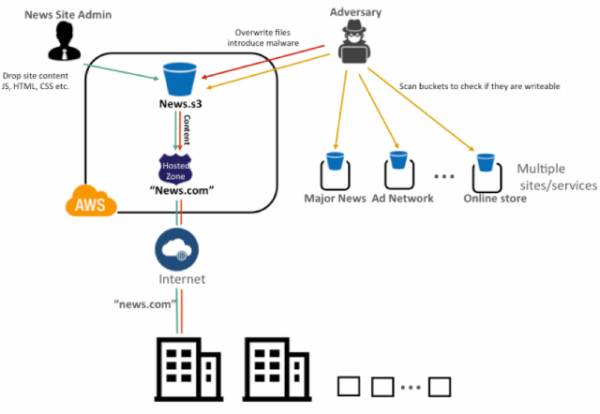 News Site Admin
Adversary
Overwrite files
introduce malware
Drop site content
JS, HTML, CSS etc.
Scan buckets to check if they are writeable
News.s3
Content
Hosted
Zone
"News.com"
AWS
Major News
Ad Network
...
Online store
Multiple
sites/services
Internet
"news.com"
...